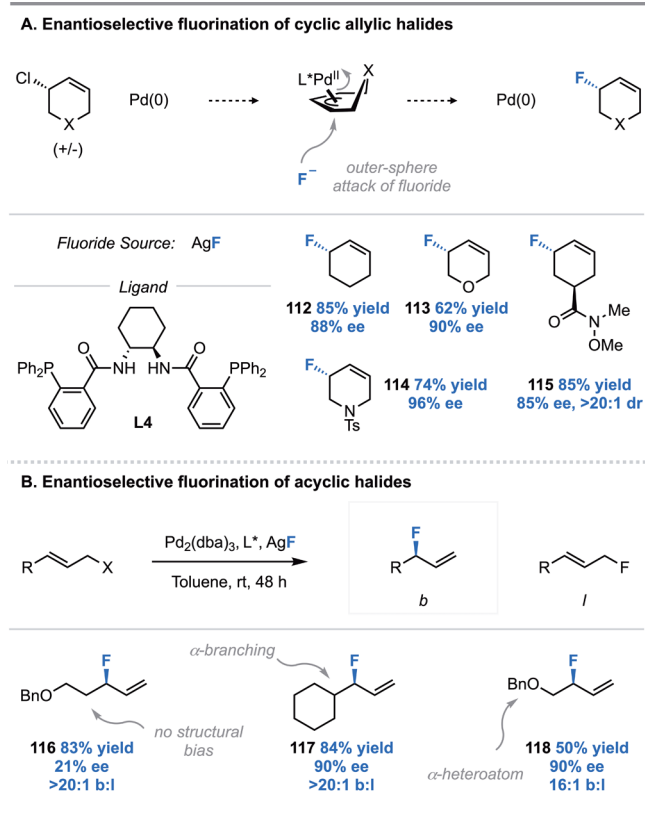 A. Enantioselective fluorination of cyclic allylic halides
Cl
X
(+/-)
Pd(0)
L*Pd^II
X
F⁻
outer-sphere
attack of fluoride
Pd(0)
F
X
Fluoride Source: AgF
Ligand
Ph₂P
O
NH
HN
O
PPh₂
L4
F
112 85% yield
88% ee
F
O
113 62% yield
90% ee
F
O
N
Me
OMe
115 85% yield
85% ee, >20:1 dr
F
N
Ts
114 74% yield
96% ee
B. Enantioselective fluorination of acyclic halides
R
X
Pd₂(dba)₃, L*, AgF
Toluene, rt, 48 h
F
R
b
R
F
l
BnO
F
no structural
bias
116 83% yield
21% ee
>20:1 b:l
α-branching
F
117 84% yield
90% ee
>20:1 b:l
BnO
F
α-heteroatom
118 50% yield
90% ee
16:1 b:l